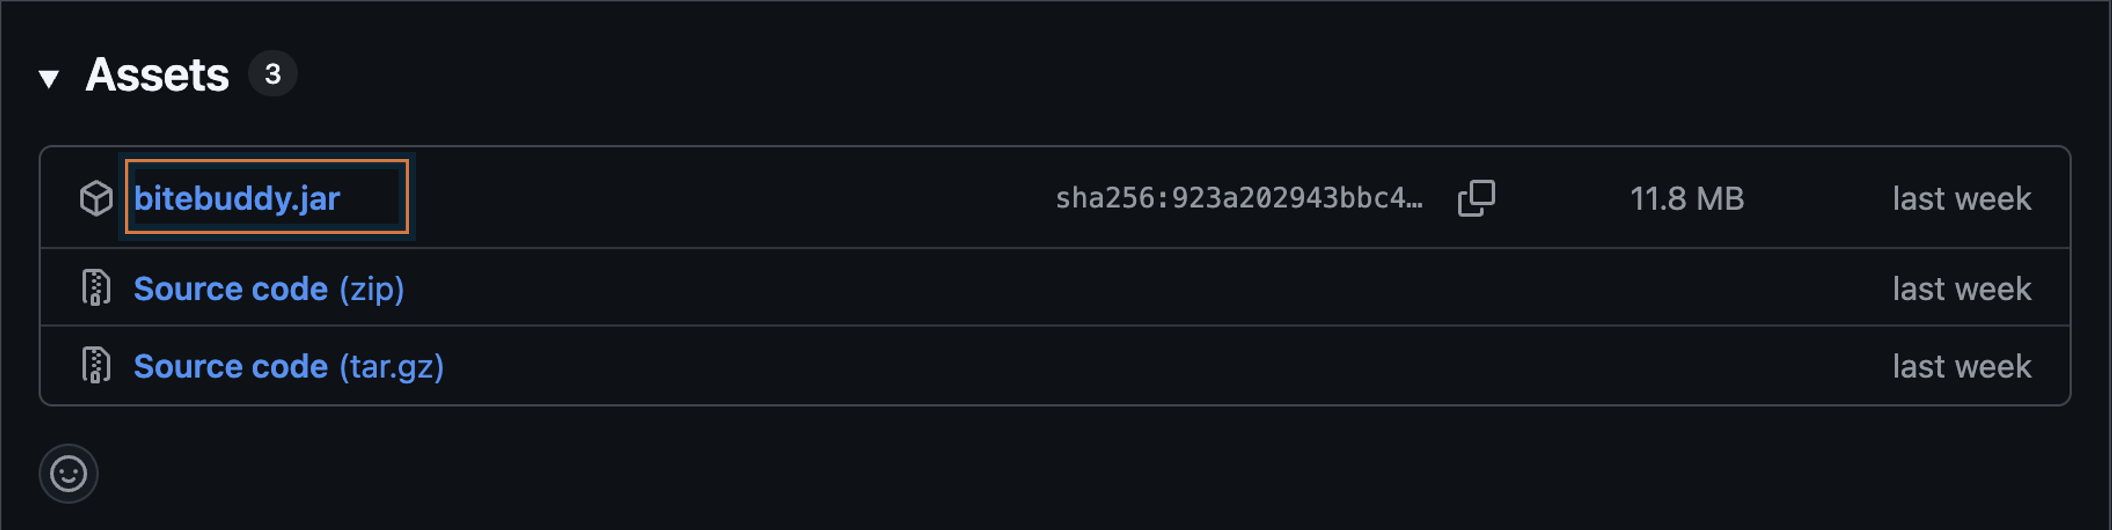 Assets 3
bitebuddy.jar sha256:923a202943bbc4… 11.8 MB last week
Source code (zip) last week
Source code (tar.gz) last week